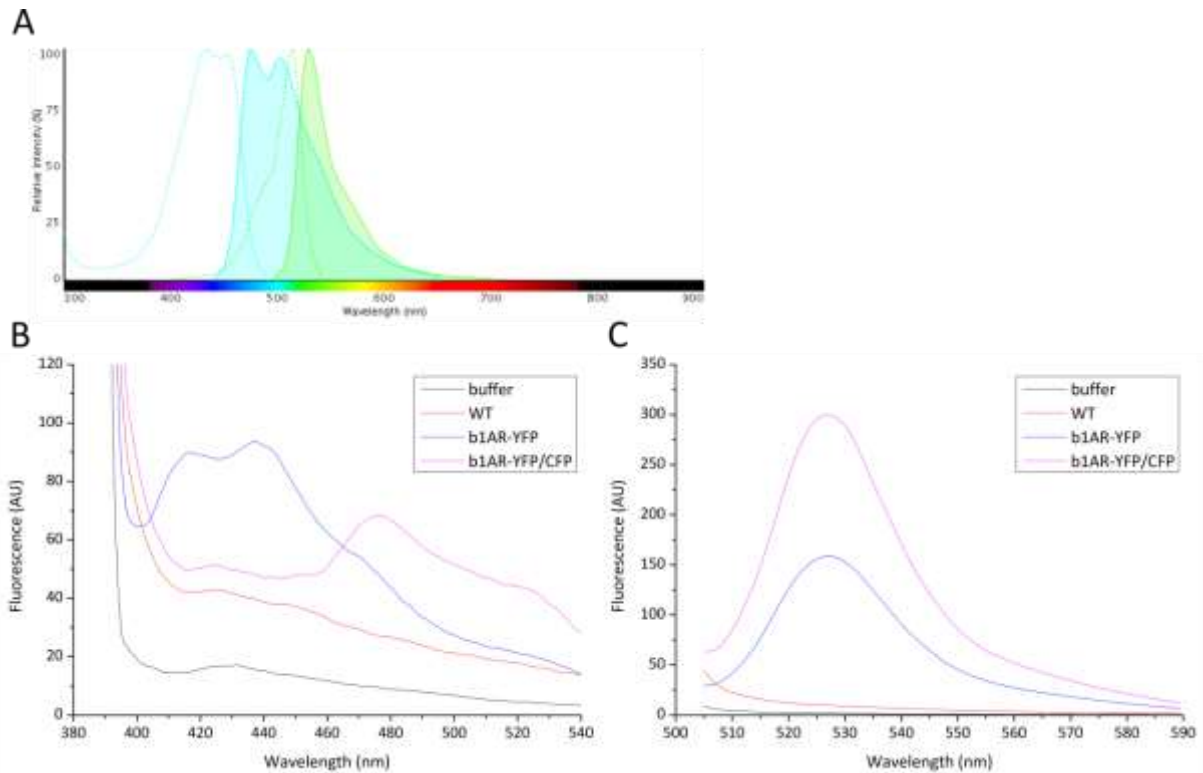 A
Relative Intensity (%)
100
75
50
25
0
300 400 500 600 700 800 900
Wavelength (nm)
B
Fluorescence (AU)
120
100
80
60
40
20
0
380 400 420 440 460 480 500 520 540
Wavelength (nm)
buffer
WT
b1AR-YFP
b1AR-YFP/CFP
C
Fluorescence (AU)
350
300
250
200
150
100
50
0
500 510 520 530 540 550 560 570 580 590
Wavelength (nm)
buffer
WT
b1AR-YFP
b1AR-YFP/CFP